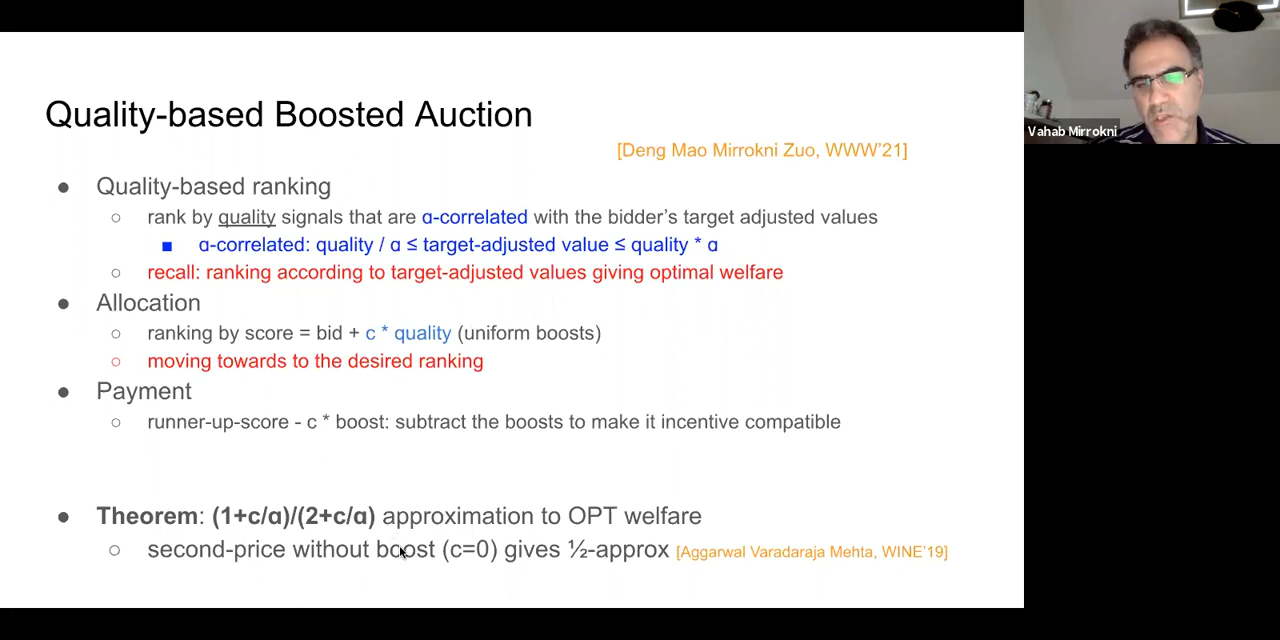 Quality-based Boosted Auction
[Deng Mao Mirrokni Zuo, WWW'21]
● Quality-based ranking
○ rank by quality signals that are α-correlated with the bidder's target adjusted values
■ α-correlated: quality / α ≤ target-adjusted value ≤ quality * α
○ recall: ranking according to target-adjusted values giving optimal welfare
● Allocation
○ ranking by score = bid + c * quality (uniform boosts)
○ moving towards to the desired ranking
● Payment
○ runner-up-score - c * boost: subtract the boosts to make it incentive compatible
● Theorem: (1+c/α)/(2+c/α) approximation to OPT welfare
○ second-price without boost (c=0) gives ½-approx [Aggarwal Varadaraja Mehta, WINE'19]
Vahab Mirrokni